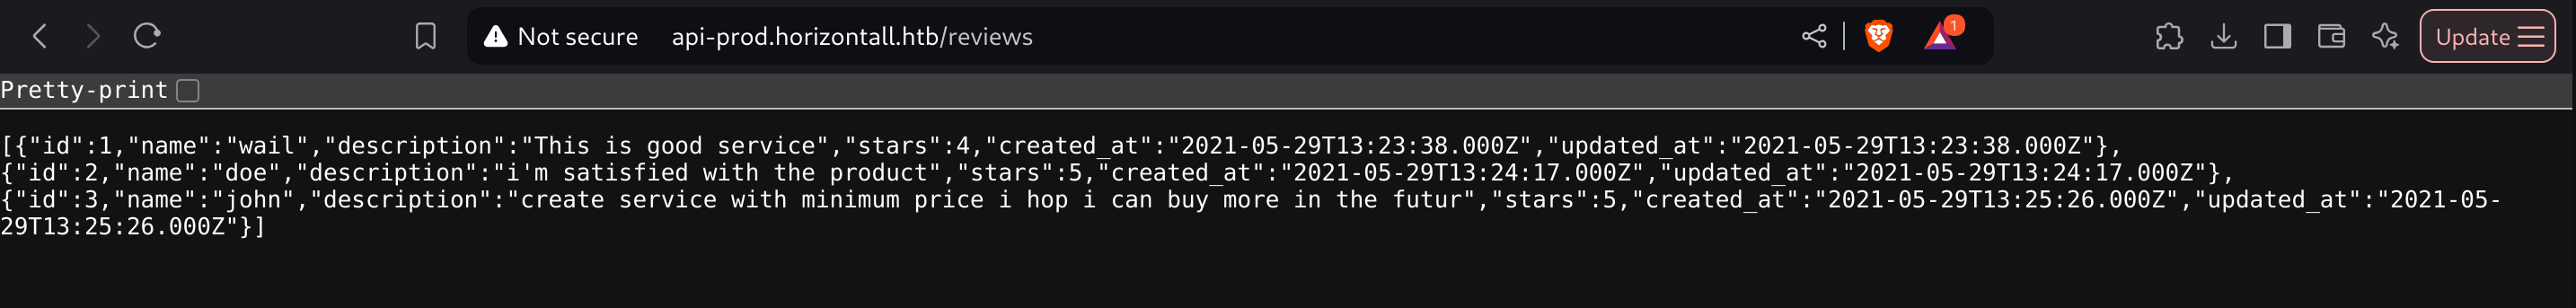 Not secure api-prod.horizontall.htb/reviews 1 Update
Pretty-print
[{"id":1,"name":"wail","description":"This is good service","stars":4,"created_at":"2021-05-29T13:23:38.000Z","updated_at":"2021-05-29T13:23:38.000Z"},
{"id":2,"name":"doe","description":"i'm satisfied with the product","stars":5,"created_at":"2021-05-29T13:24:17.000Z","updated_at":"2021-05-29T13:24:17.000Z"},
{"id":3,"name":"john","description":"create service with minimum price i hop i can buy more in the futur","stars":5,"created_at":"2021-05-29T13:25:26.000Z","updated_at":"2021-05-
29T13:25:26.000Z"}]